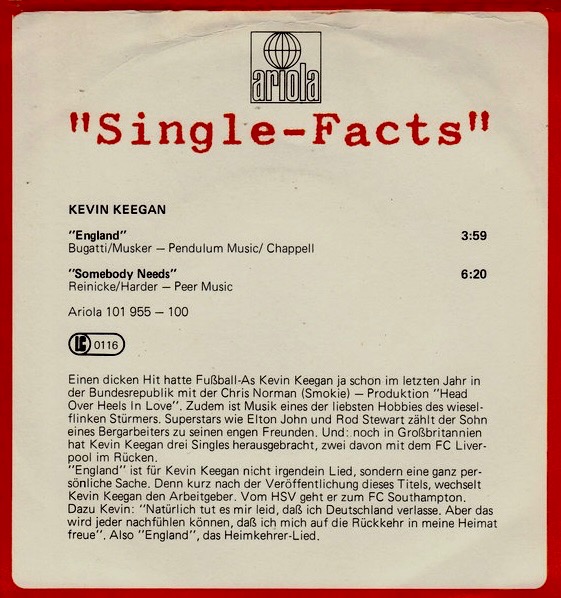 ariola
"Single-Facts"
KEVIN KEEGAN
"England" 3:59
Bugatti/Musker — Pendulum Music/ Chappell
"Somebody Needs" 6:20
Reinicke/Harder — Peer Music
Ariola 101 955 — 100
LC 0116
Einen dicken Hit hatte Fußball-As Kevin Keegan ja schon im letzten Jahr in
der Bundesrepublik mit der Chris Norman (Smokie) — Produktion "Head
Over Heels In Love". Zudem ist Musik eines der liebsten Hobbies des wiesel-
flinken Stürmers. Superstars wie Elton John und Rod Stewart zählt der Sohn
eines Bergarbeiters zu seinen engen Freunden. Und: noch in Großbritannien
hat Kevin Keegan drei Singles herausgebracht, zwei davon mit dem FC Liver-
pool im Rücken.
"England" ist für Kevin Keegan nicht irgendein Lied, sondern eine ganz per-
sönliche Sache. Denn kurz nach der Veröffentlichung dieses Titels, wechselt
Kevin Keegan den Arbeitgeber. Vom HSV geht er zum FC Southampton.
Dazu Kevin: "Natürlich tut es mir leid, daß ich Deutschland verlasse. Aber das
wird jeder nachfühlen können, daß ich mich auf die Rückkehr in meine Heimat
freue". Also "England", das Heimkehrer-Lied.